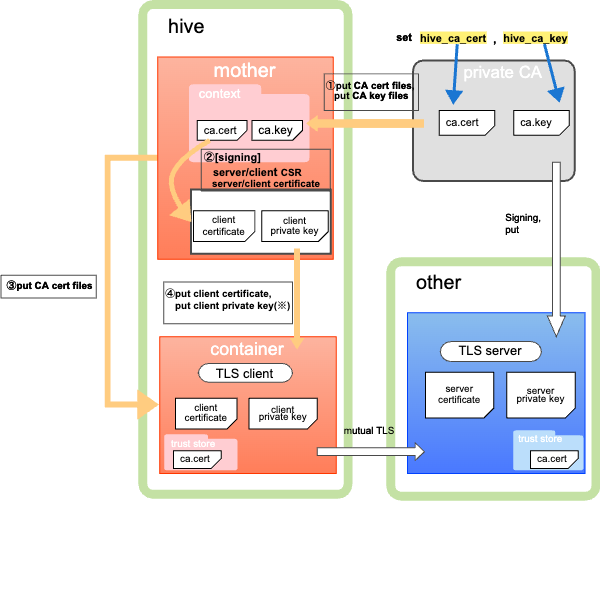 hive
set hive_ca_cert , hive_ca_key
mother
private CA
context
①put CA cert files,
put CA key files
ca.cert
ca.key
ca.cert
ca.key
②[signing]
server/client CSR
server/client certificate
client
certificate
client
private key
Signing,
put
③put CA cert files
④put client certificate,
put client private key(※)
other
container
TLS client
TLS server
client
certificate
client
private key
server
certificate
server
private key
mutual TLS
trust store
ca.cert
trust store
ca.cert